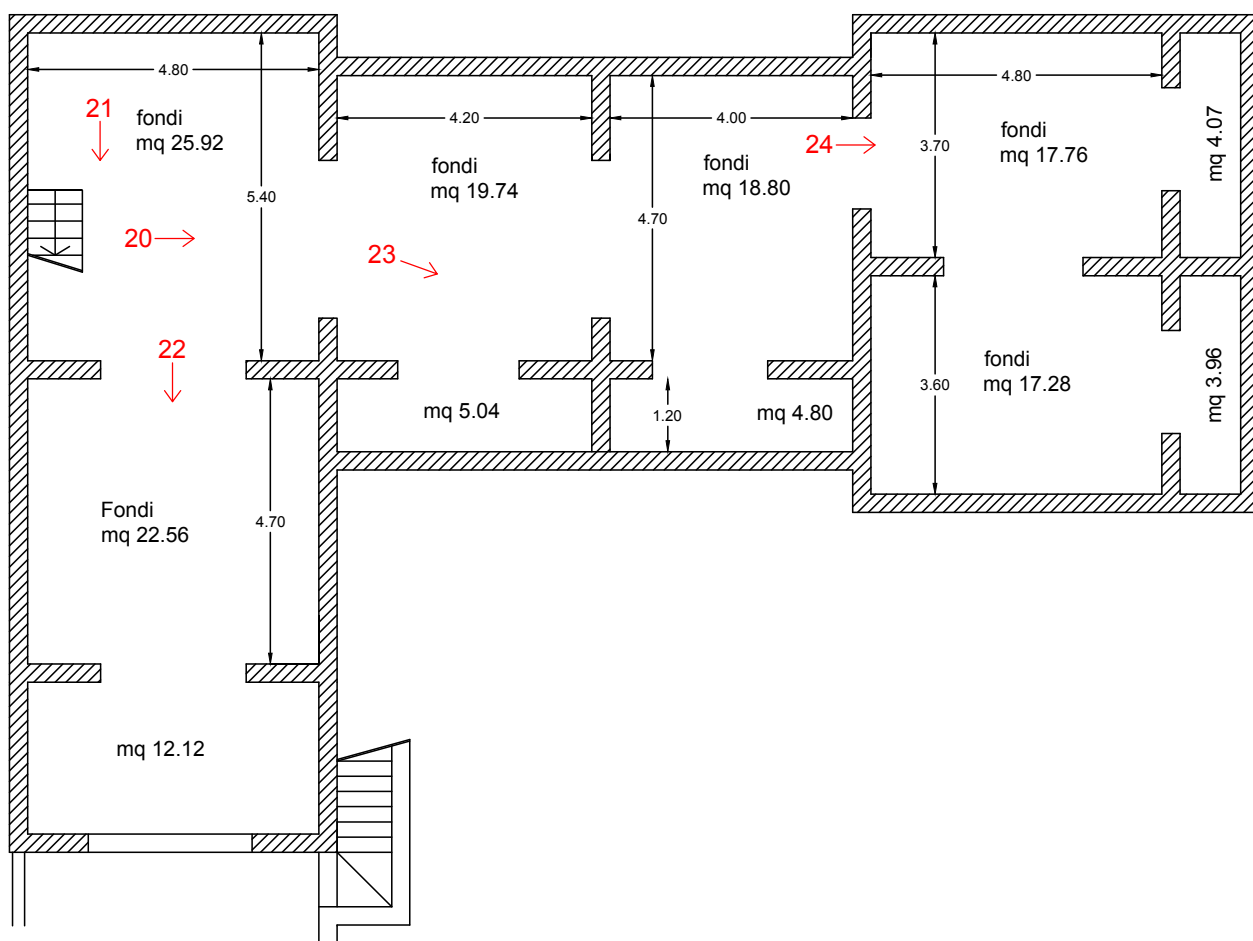 4.80
21
fondi
mq 25.92
5.40
20
22
4.20
fondi
mq 19.74
23
4.00
fondi
mq 18.80
4.70
24
4.80
3.70
fondi
mq 17.76
mq 4.07
fondi
mq 17.28
3.60
mq 3.96
mq 5.04
1.20
mq 4.80
Fondi
mq 22.56
4.70
mq 12.12